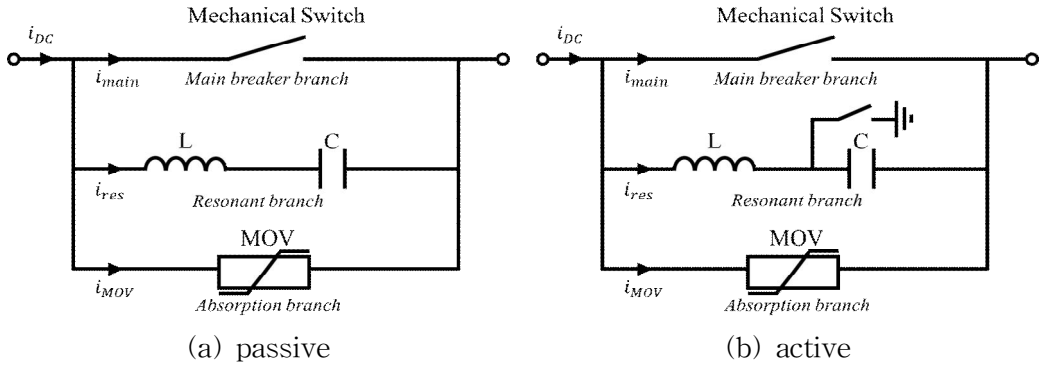 Mechanical Switch
i_DC
i_main
Main breaker branch
L
C
i_res
Resonant branch
MOV
i_MOV
Absorption branch
(a) passive
Mechanical Switch
i_DC
i_main
Main breaker branch
L
C
i_res
Resonant branch
MOV
i_MOV
Absorption branch
(b) active